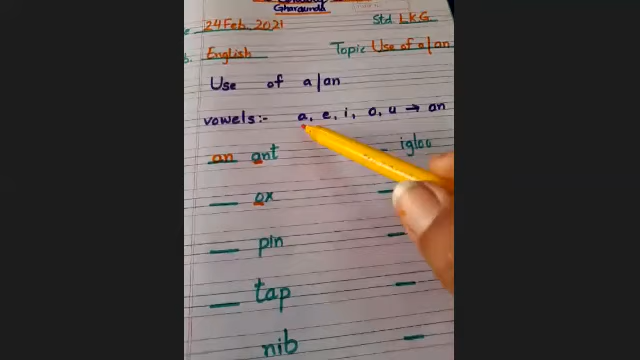 Gharaunda
24 Feb 2021 Std L.K.G.
English Topic Use of a|an
Use of a|an
vowels:- a, e, i, o, u → an
an ant igloo
ox
pin
tap
nib